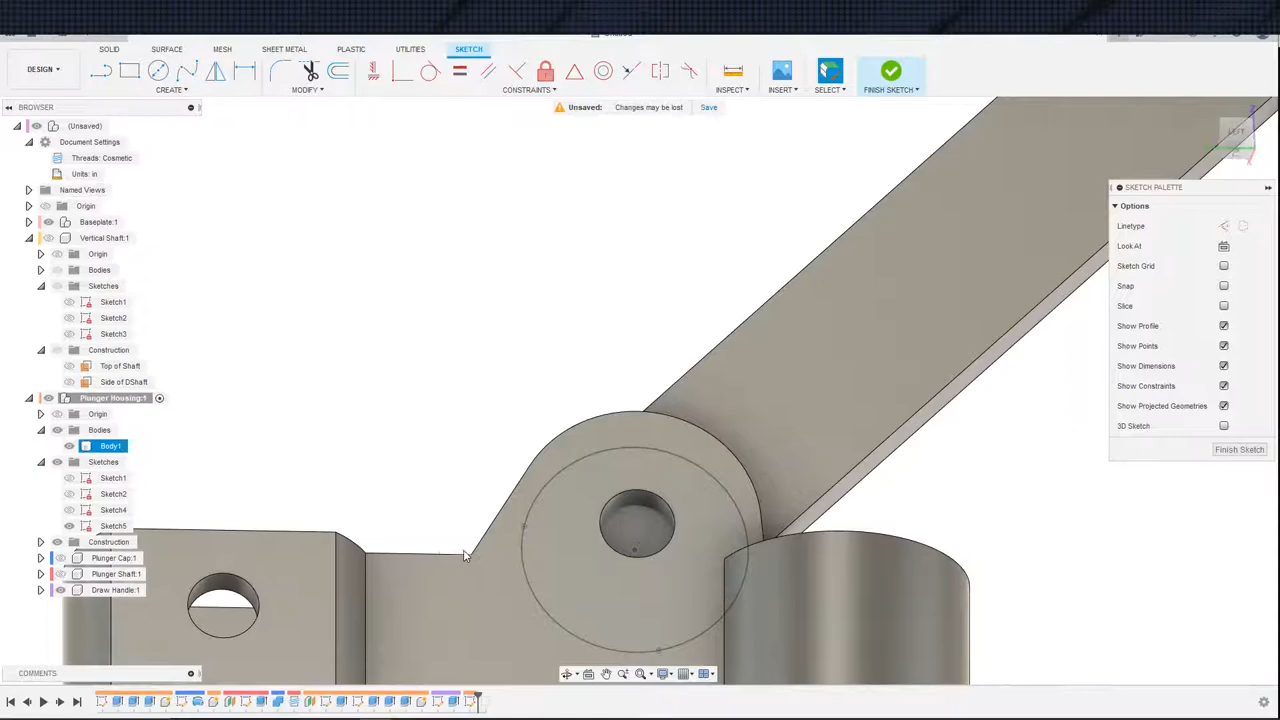 SOLID SURFACE MESH SHEET METAL PLASTIC UTILITIES SKETCH
DESIGN
CREATE MODIFY CONSTRAINTS INSPECT INSERT SELECT FINISH SKETCH
BROWSER
Unsaved: Changes may be lost Save
(Unsaved)
Document Settings
Threads: Cosmetic
Units: in
Named Views
Origin
Baseplate:1
Vertical Shaft:1
Origin
Bodies
Sketches
Sketch1
Sketch2
Sketch3
Construction
Top of Shaft
Side of DShaft
Plunger Housing:1
Origin
Bodies
Body1
Sketches
Sketch1
Sketch2
Sketch4
Sketch5
Construction
Plunger Cap:1
Plunger Shaft:1
Draw Handle:1
COMMENTS
LEFT
SKETCH PALETTE
Options
Linetype
Look At
Sketch Grid
Snap
Slice
Show Profile
Show Points
Show Dimensions
Show Constraints
Show Projected Geometries
3D Sketch
Finish Sketch